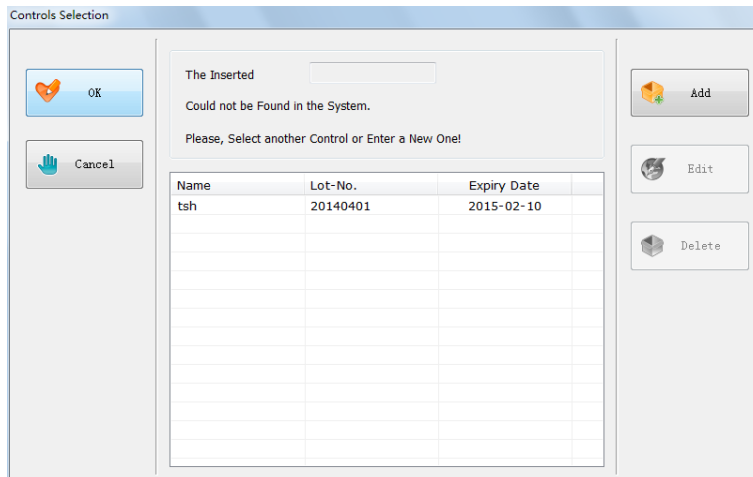 Controls Selection
OK
Cancel
The Inserted
Could not be Found in the System.
Please, Select another Control or Enter a New One!
Name Lot-No. Expiry Date
tsh 20140401 2015-02-10
Add
Edit
Delete